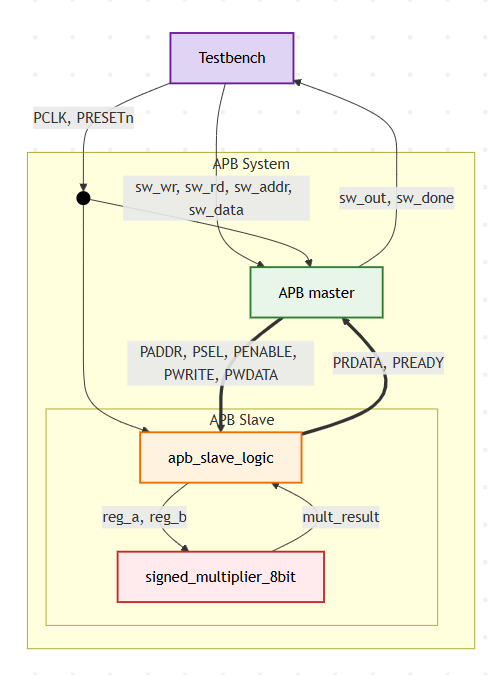 Testbench
PCLK, PRESETn
APB System
sw_wr, sw_rd, sw_addr,
sw_data
sw_out, sw_done
APB master
PADDR, PSEL, PENABLE,
PWRITE, PWDATA
PRDATA, PREADY
APB Slave
apb_slave_logic
reg_a, reg_b
mult_result
signed_multiplier_8bit